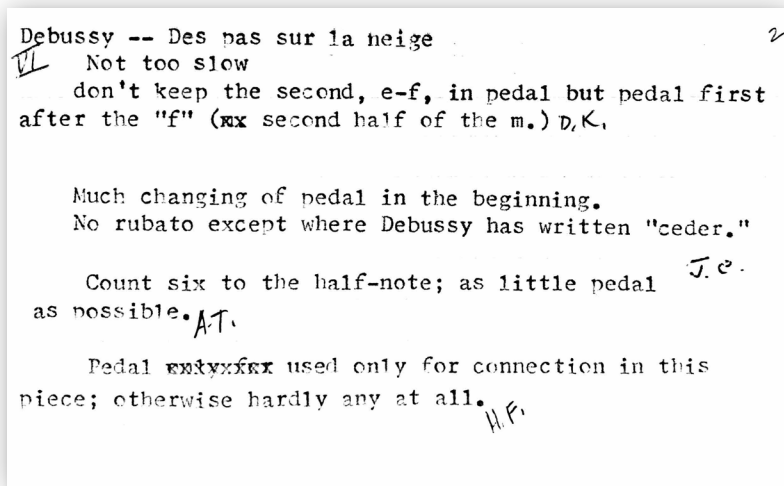 Debussy -- Des pas sur la neige 2
VI Not too slow
don't keep the second, e-f, in pedal but pedal first
after the "f" (xx second half of the m.) D.K.
Much changing of pedal in the beginning.
No rubato except where Debussy has written "ceder."
J.C.
Count six to the half-note; as little pedal
as possible. A.T.
Pedal used only for connection in this
piece; otherwise hardly any at all.
H.F.